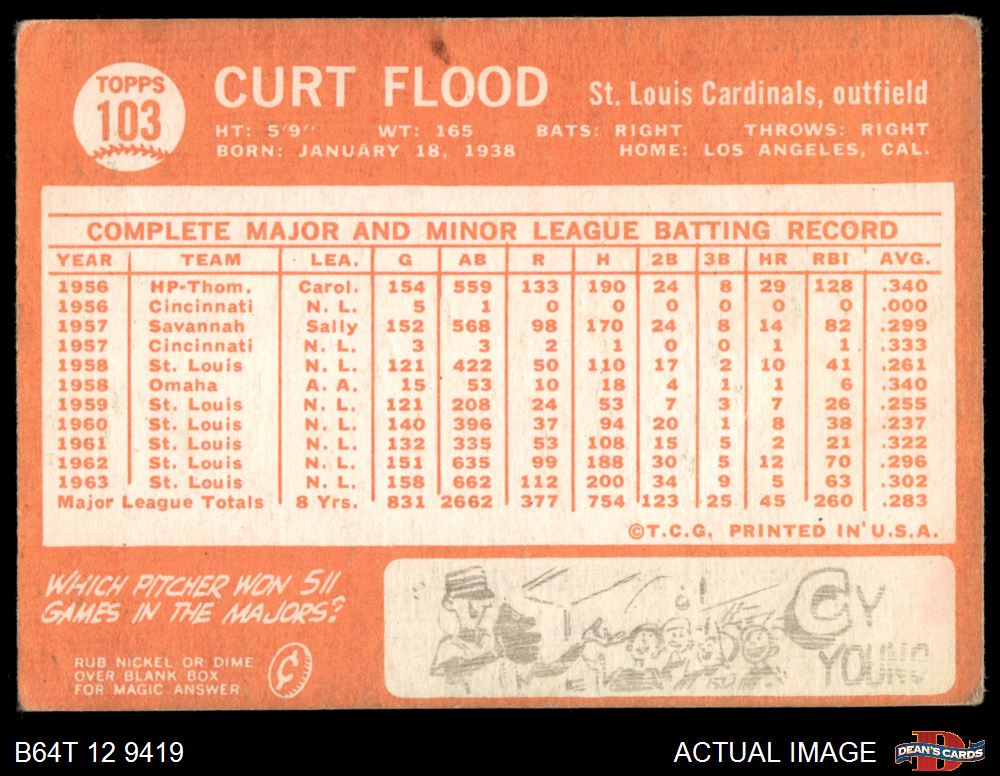 TOPPS
103
CURT FLOOD
St. Louis Cardinals, outfield
HT: 5'9" WT: 165 BATS: RIGHT THROWS: RIGHT
BORN: JANUARY 18, 1938 HOME: LOS ANGELES, CAL.
COMPLETE MAJOR AND MINOR LEAGUE BATTING RECORD
YEAR TEAM LEA. G AB R H 2B 3B HR RBI AVG.
1956 HP-Thom. Carol. 154 559 133 190 24 8 29 128 .340
1956 Cincinnati N. L. 5 1 0 0 0 0 0 0 .000
1957 Savannah Sally 152 568 98 170 24 8 14 82 .299
1957 Cincinnati N. L. 3 3 2 1 0 0 1 1 .333
1958 St. Louis N. L. 121 422 50 110 17 2 10 41 .261
1958 Omaha A. A. 15 53 10 18 4 1 1 6 .340
1959 St. Louis N. L. 121 208 24 53 7 3 7 26 .255
1960 St. Louis N. L. 140 396 37 94 20 1 8 38 .237
1961 St. Louis N. L. 132 335 53 108 15 5 2 21 .322
1962 St. Louis N. L. 151 635 99 188 30 5 12 70 .296
1963 St. Louis N. L. 158 662 112 200 34 9 5 63 .302
Major League Totals 8 Yrs. 831 2662 377 754 123 25 45 260 .283
©T.C.G. PRINTED IN U.S.A.
WHICH PITCHER WON 511
GAMES IN THE MAJORS?
RUB NICKEL OR DIME
OVER BLANK BOX
FOR MAGIC ANSWER
CY
YOUNG
B64T 12 9419 ACTUAL IMAGE DEAN'S CARDS